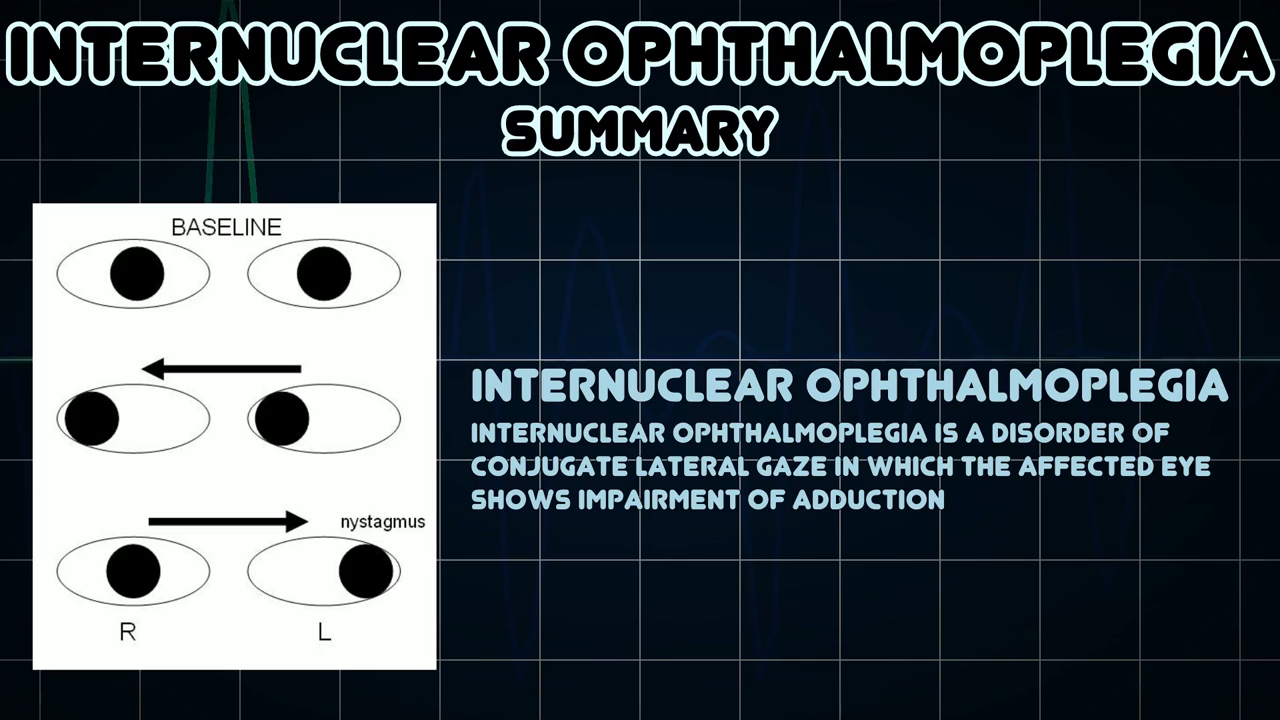 INTERNUCLEAR OPHTHALMOPLEGIA
SUMMARY
BASELINE
nystagmus
R L
INTERNUCLEAR OPHTHALMOPLEGIA
INTERNUCLEAR OPHTHALMOPLEGIA IS A DISORDER OF
CONJUGATE LATERAL GAZE IN WHICH THE AFFECTED EYE
SHOWS IMPAIRMENT OF ADDUCTION